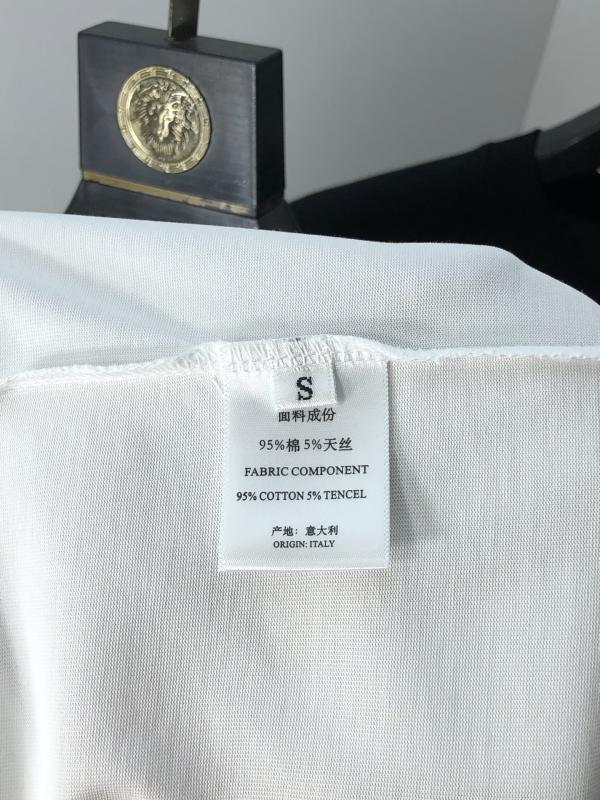 S
面料成份
95%棉 5%天丝
FABRIC COMPONENT
95% COTTON 5% TENCEL
产地：意大利
ORIGIN: ITALY